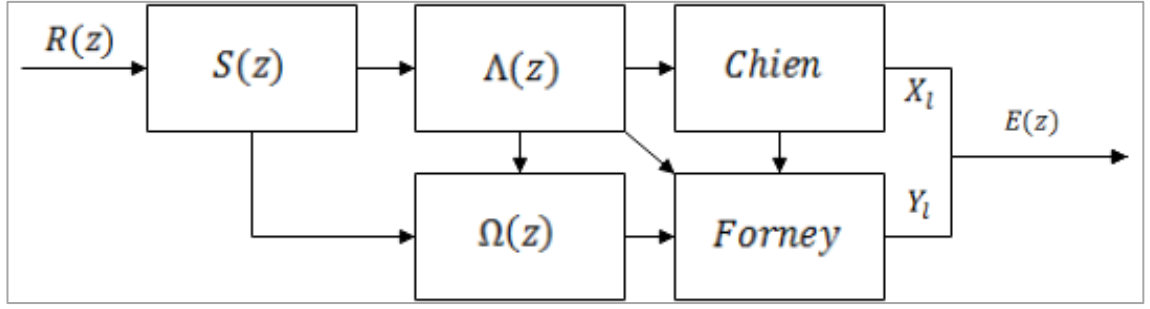 R(z)
S(z)
Λ(z)
Chien
X_l
E(z)
Ω(z)
Forney
Y_l